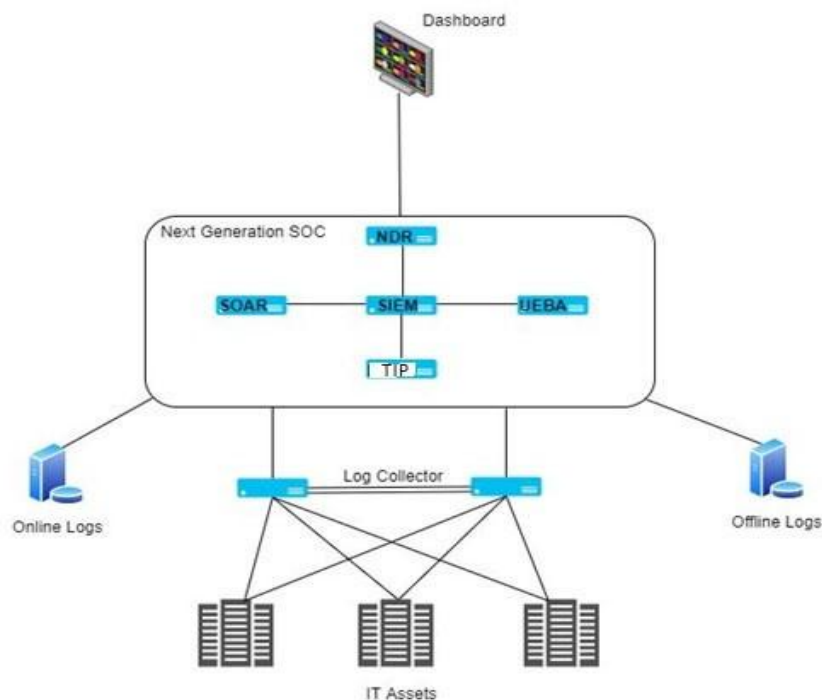 Dashboard
Next Generation SOC
NDR
SOAR
SIEM
UEBA
TIP
Log Collector
Online Logs
Offline Logs
IT Assets